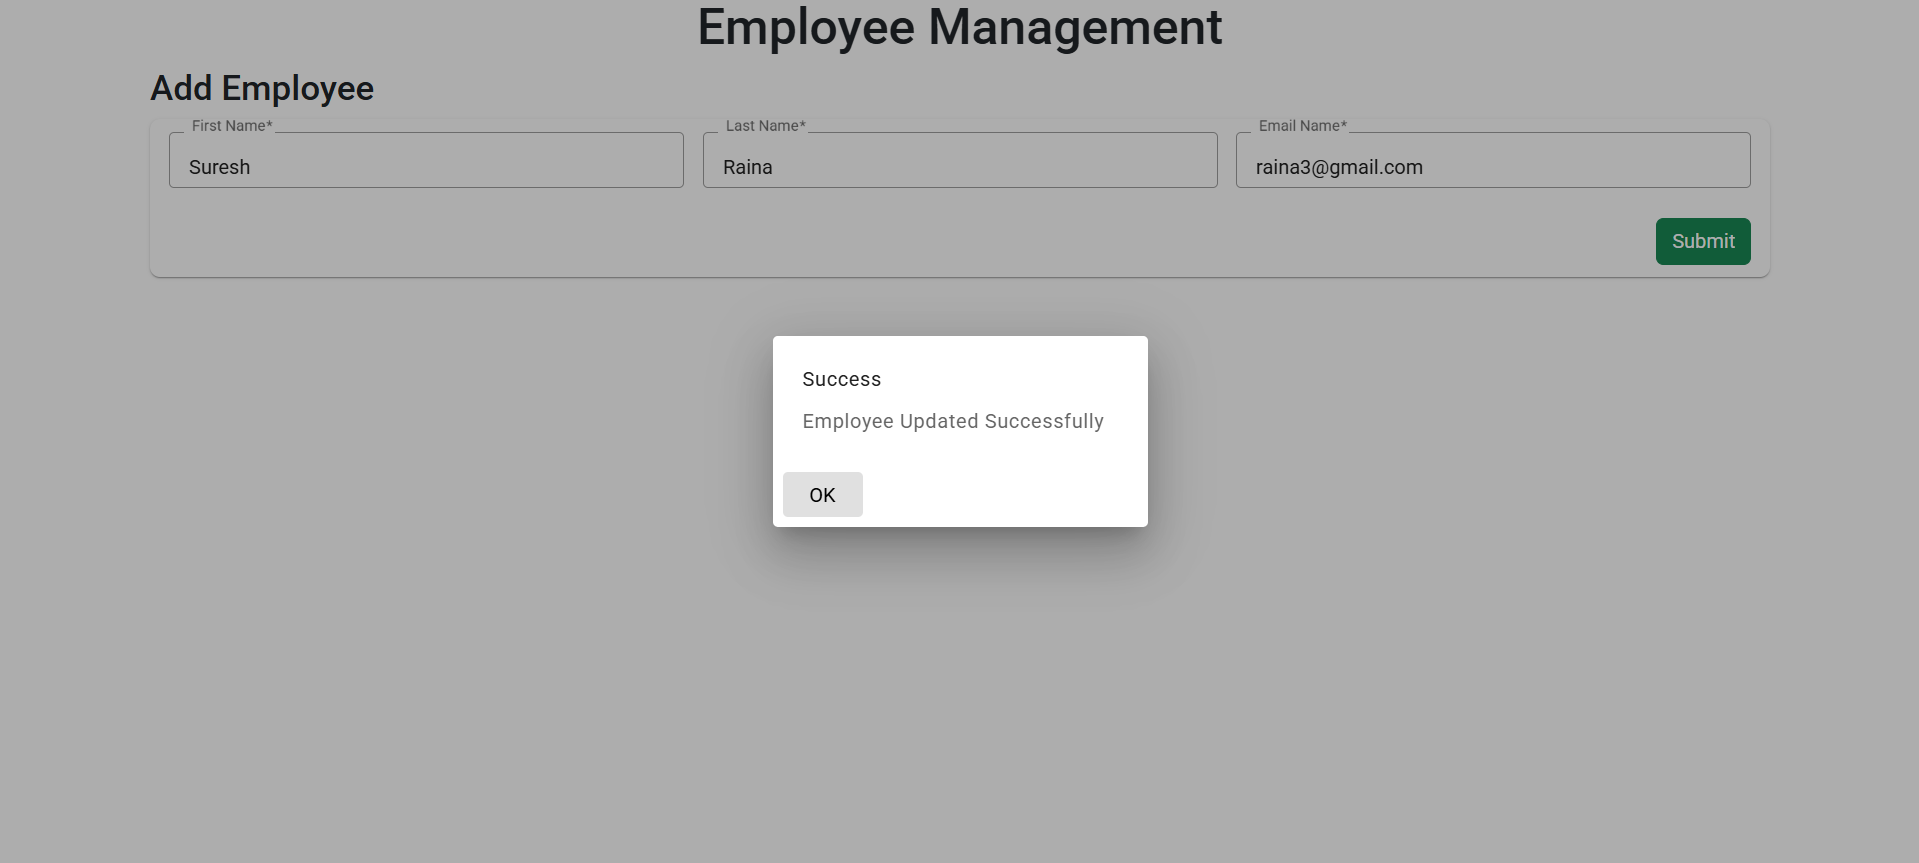 Employee Management
Add Employee
First Name* Last Name* Email Name*
Suresh Raina raina3@gmail.com
Submit
Success
Employee Updated Successfully
OK